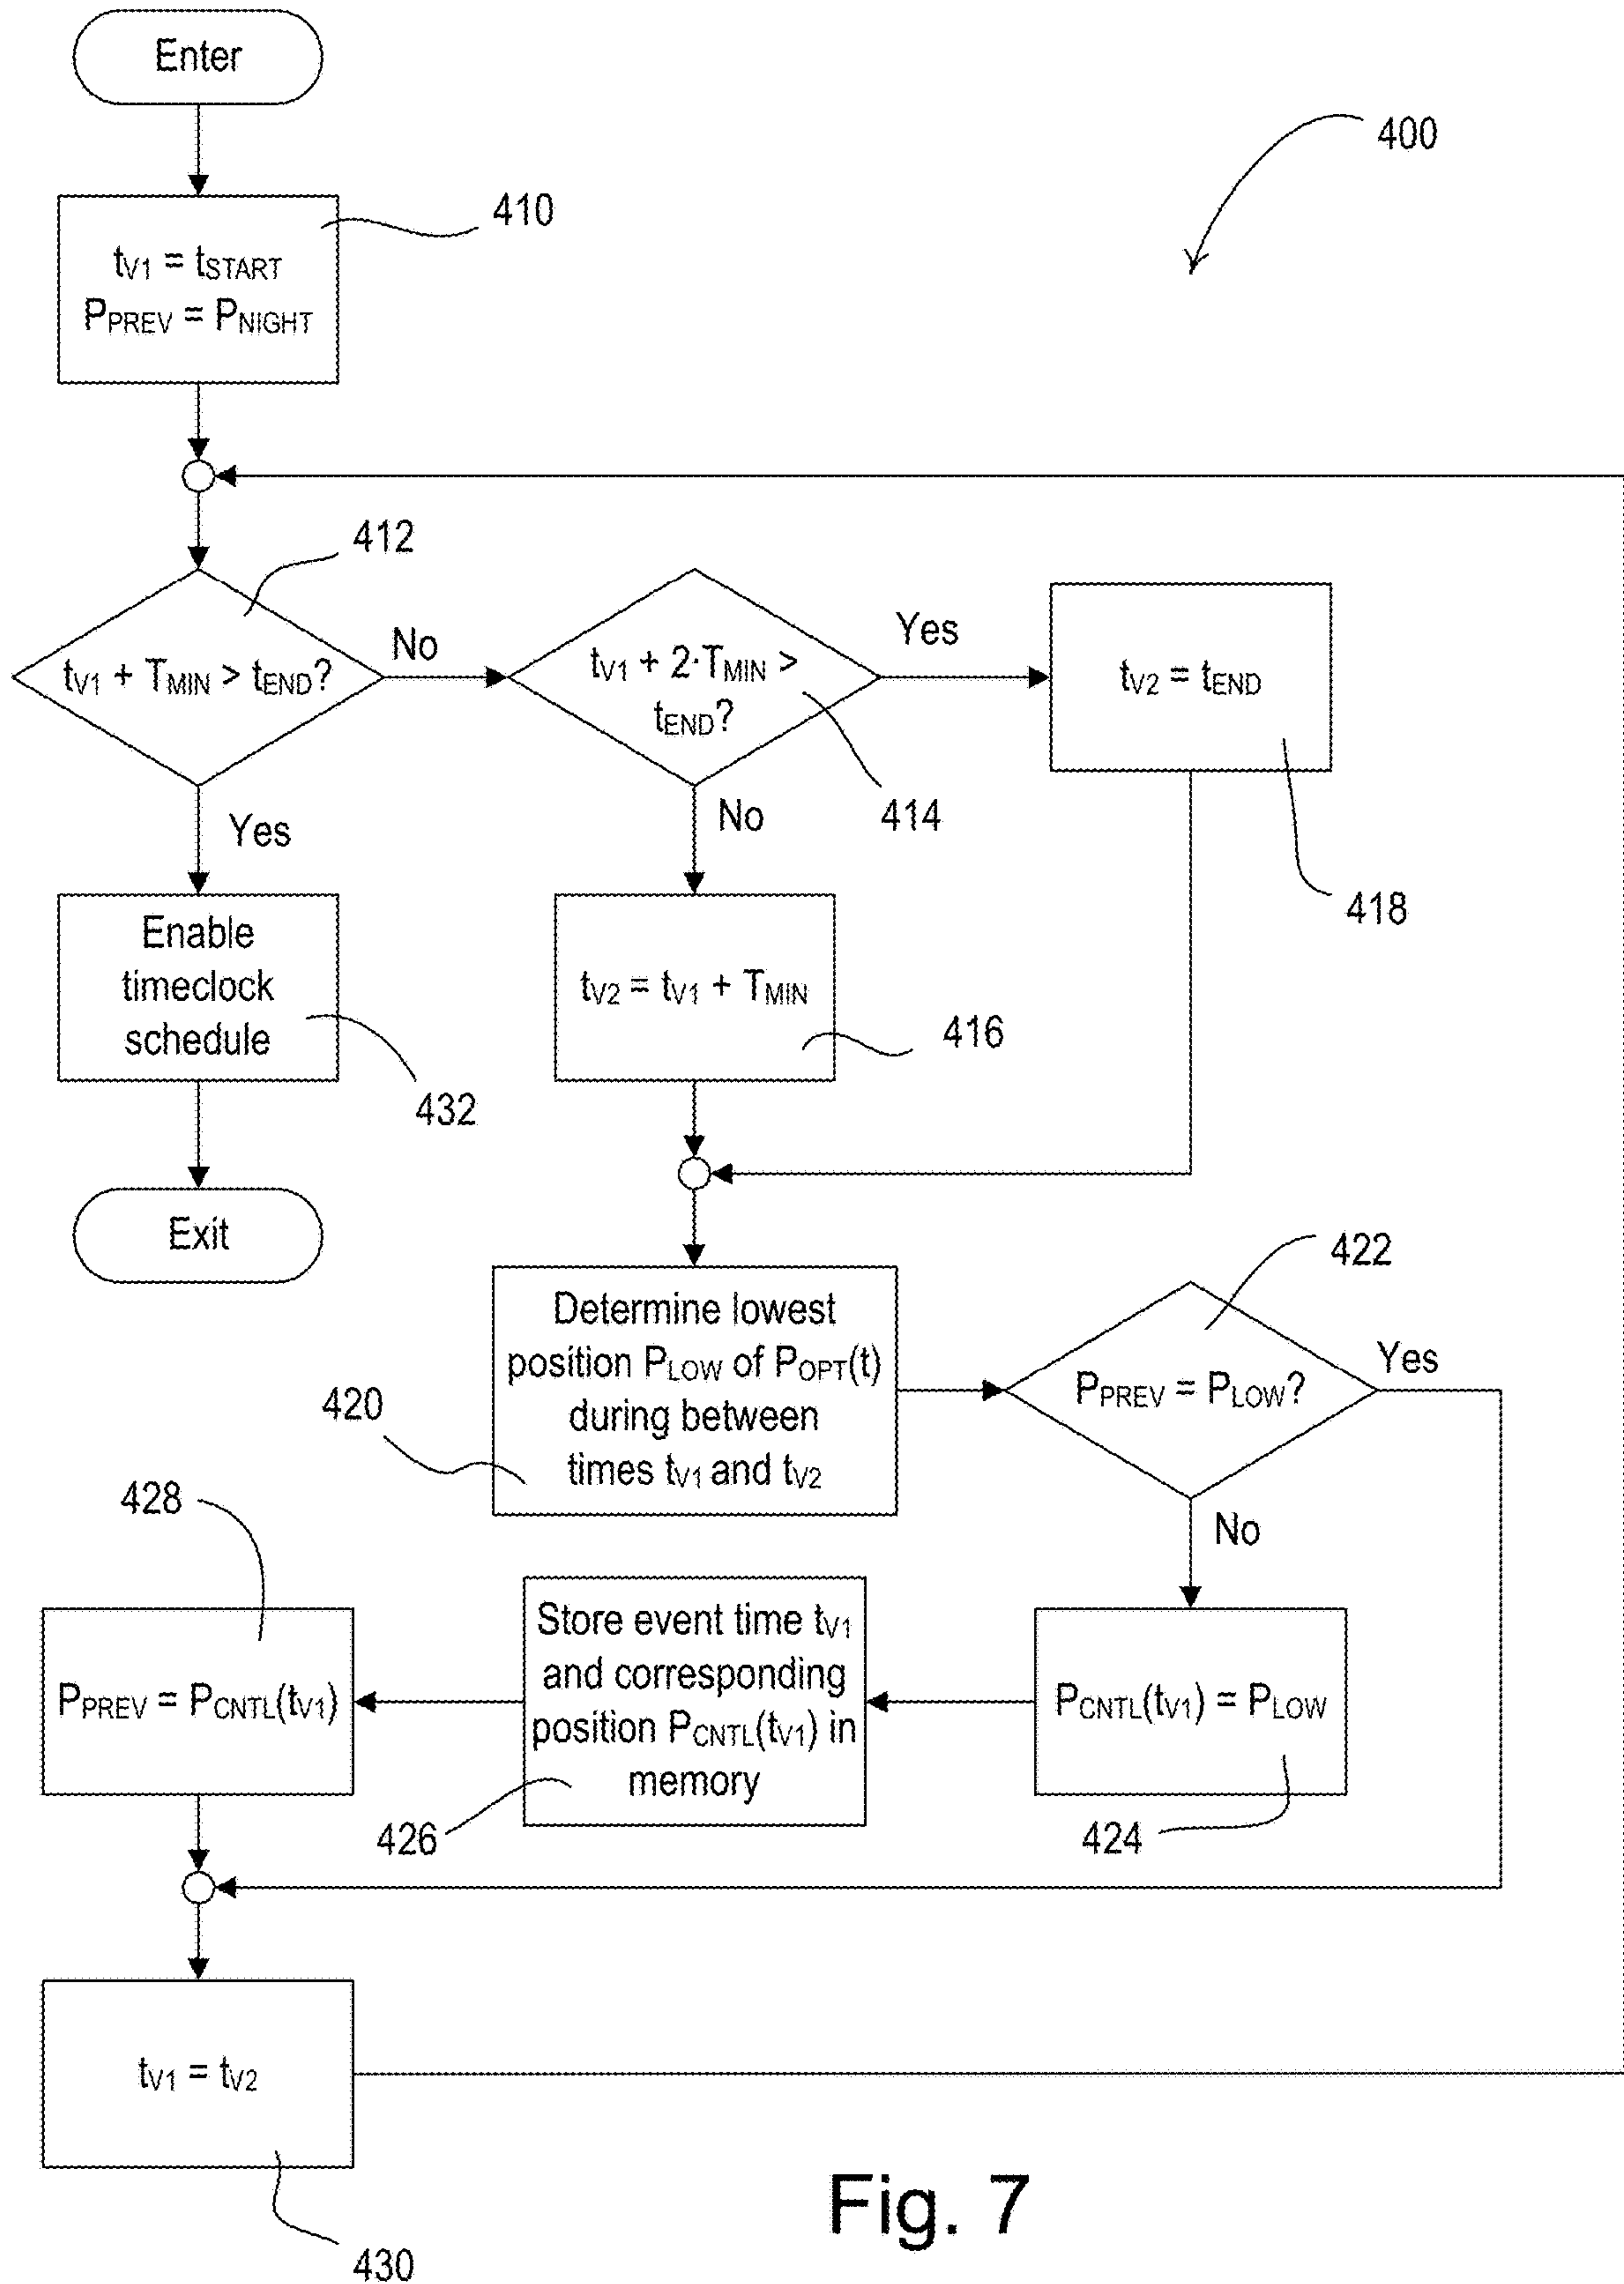 Enter
400
410
tV1 = tSTART
PPREV = PNIGHT
412
tV1 + TMIN > tEND?
No
Yes
tV1 + 2·TMIN >
tEND?
414
Yes
No
tV2 = tEND
418
Enable
timeclock
schedule
432
tV2 = tV1 + TMIN
416
Exit
Determine lowest
position PLOW of POPT(t)
during between
times tV1 and tV2
420
422
PPREV = PLOW?
Yes
No
428
PPREV = PCNTL(tV1)
Store event time tV1
and corresponding
position PCNTL(tV1) in
memory
426
PCNTL(tV1) = PLOW
424
tV1 = tV2
430
Fig. 7